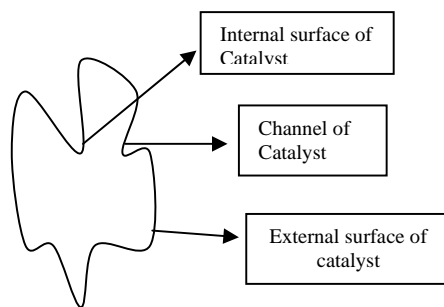 Internal surface of
Catalyst
Channel of
Catalyst
External surface of
catalyst